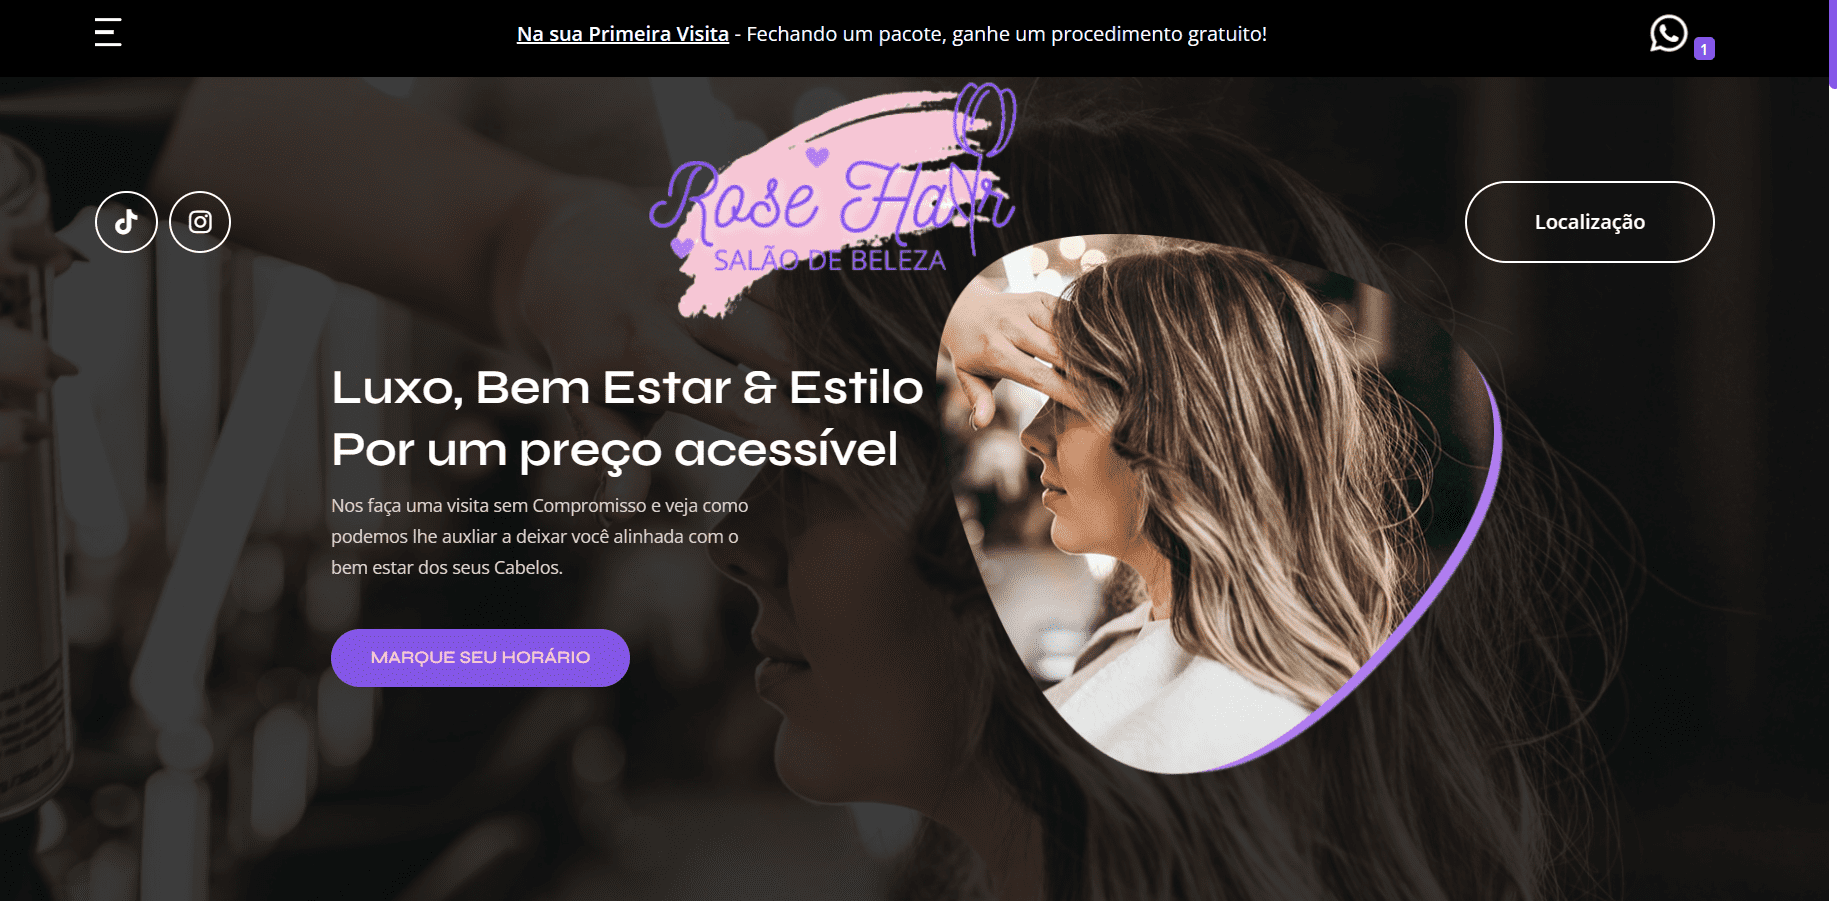 Na sua Primeira Visita - Fechando um pacote, ganhe um procedimento gratuito!
1
Rose Hair
SALÃO DE BELEZA
Localização
Luxo, Bem Estar & Estilo
Por um preço acessível
Nos faça uma visita sem Compromisso e veja como
podemos lhe auxliar a deixar você alinhada com o
bem estar dos seus Cabelos.
MARQUE SEU HORÁRIO